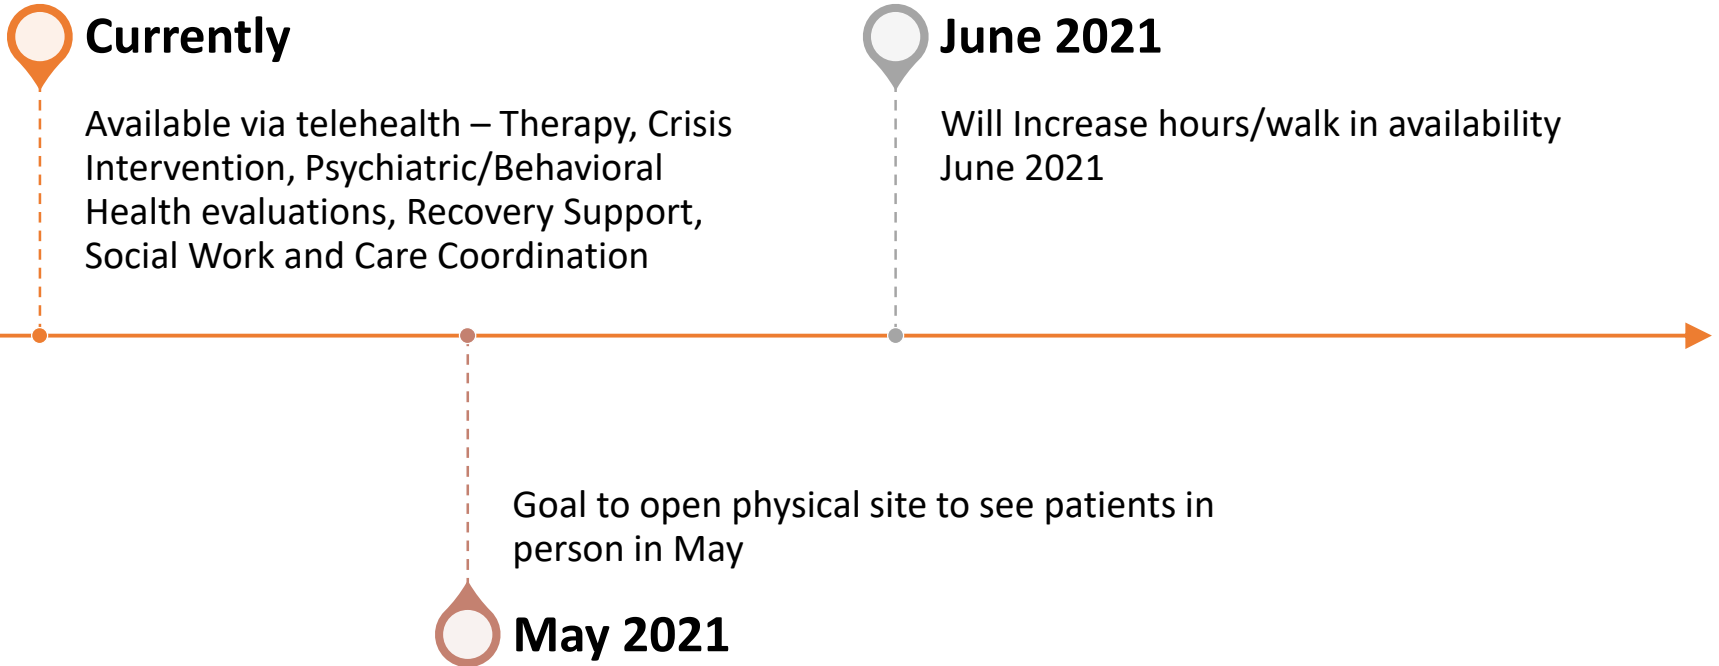 Currently
Available via telehealth – Therapy, Crisis
Intervention, Psychiatric/Behavioral
Health evaluations, Recovery Support,
Social Work and Care Coordination
June 2021
Will Increase hours/walk in availability
June 2021
Goal to open physical site to see patients in
person in May
May 2021